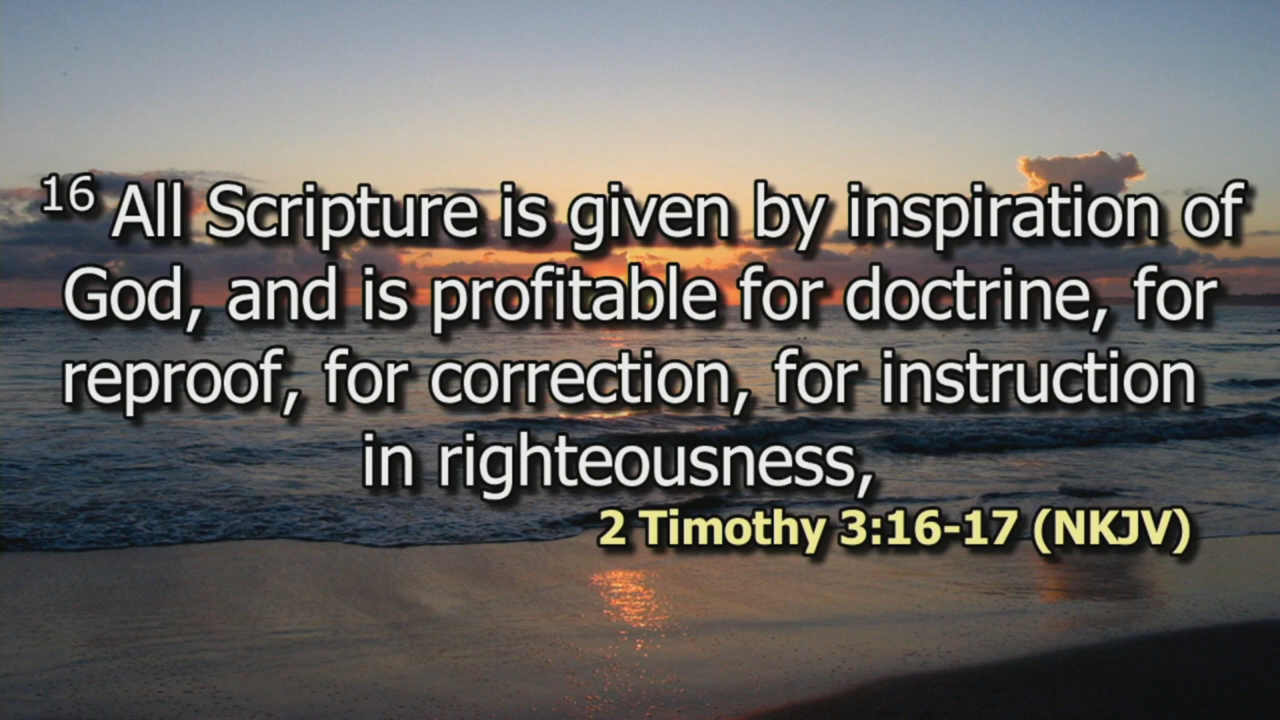 16 All Scripture is given by inspiration of
God, and is profitable for doctrine, for
reproof, for correction, for instruction
in righteousness,
2 Timothy 3:16-17 (NKJV)